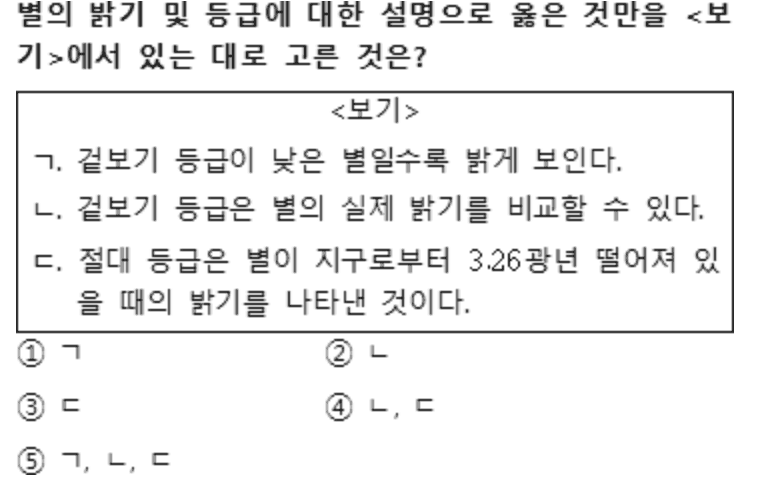 별의 밝기 및 등급에 대한 설명으로 옳은 것만을 <보
기>에서 있는 대로 고른 것은?
<보기>
ㄱ. 겉보기 등급이 낮은 별일수록 밝게 보인다.
ㄴ. 겉보기 등급은 별의 실제 밝기를 비교할 수 있다.
ㄷ. 절대 등급은 별이 지구로부터 3.26광년 떨어져 있
을 때의 밝기를 나타낸 것이다.
① ㄱ ② ㄴ
③ ㄷ ④ ㄴ, ㄷ
⑤ ㄱ, ㄴ, ㄷ